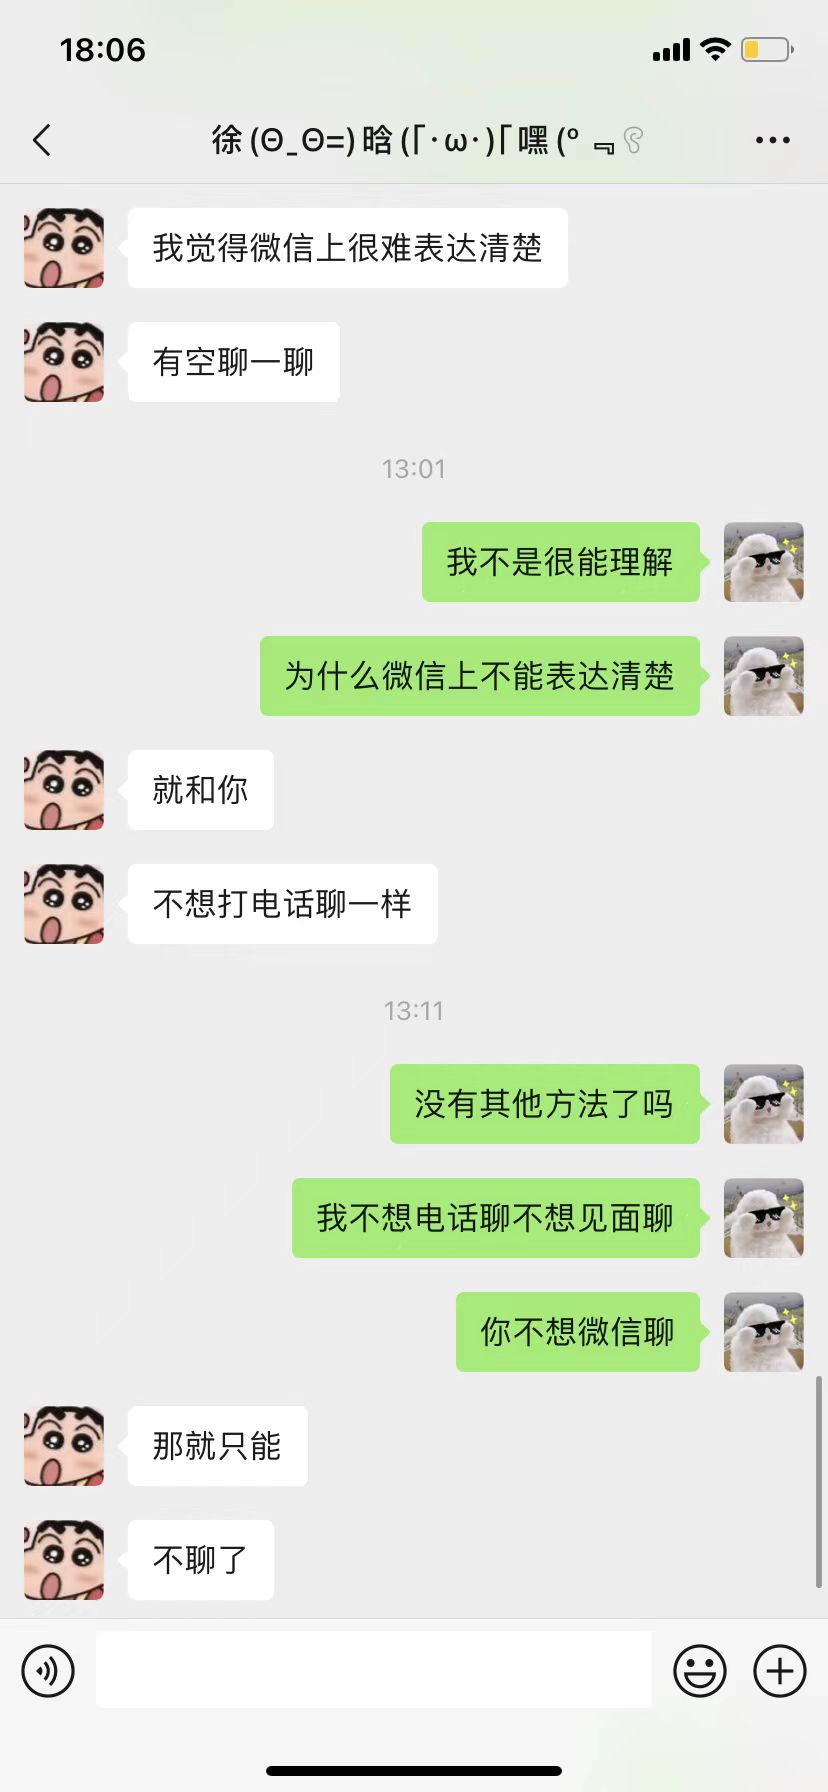 18:06
徐(Θ_Θ=)晗(｢･ω･)｢嘿(º﹃
我觉得微信上很难表达清楚
有空聊一聊
13:01
我不是很能理解
为什么微信上不能表达清楚
就和你
不想打电话聊一样
13:11
没有其他方法了吗
我不想电话聊不想见面聊
你不想微信聊
那就只能
不聊了